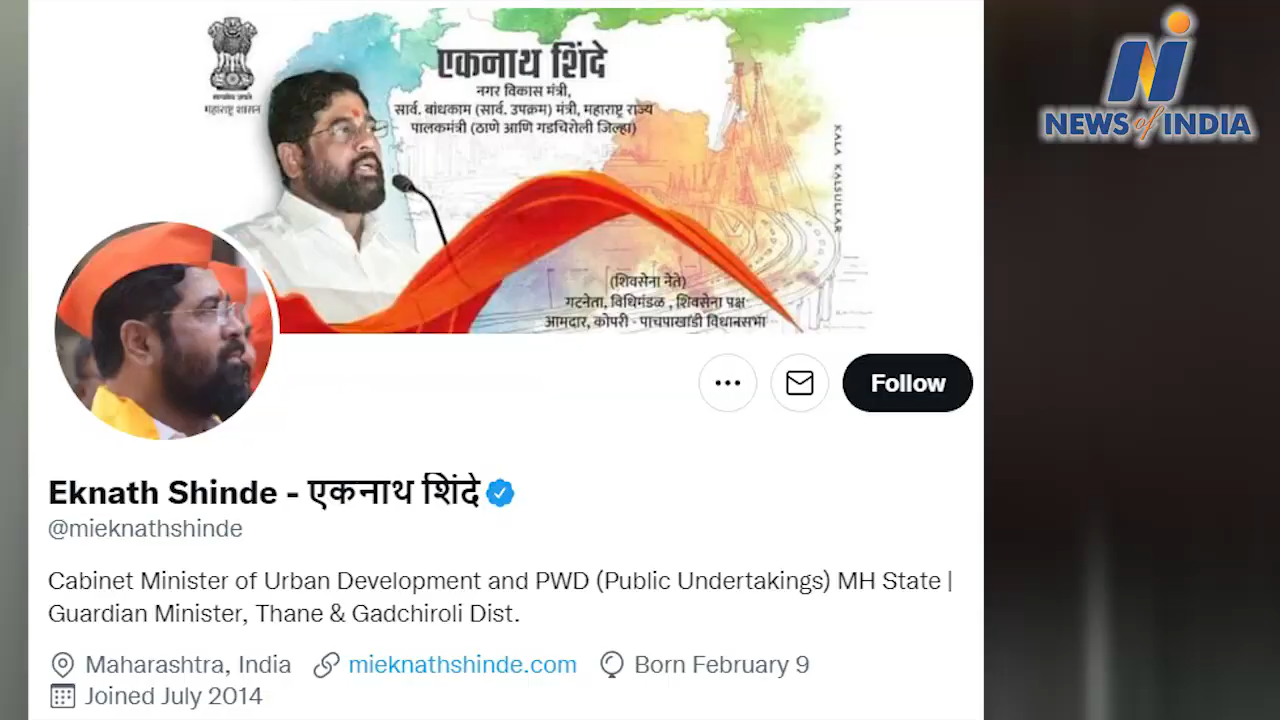 एकनाथ शिंदे
नगर विकास मंत्री,
सार्व. बांधकाम (सार्व. उपक्रम) मंत्री, महाराष्ट्र राज्य
पालकमंत्री (ठाणे आणि गडचिरोली जिल्हा)
महाराष्ट्र शासन
KALA KALSULKAR
NEWS of INDIA
(शिवसेना नेते)
गटनेता, विधिमंडळ , शिवसेना पक्ष
आमदार, कोपरी - पाचपाखाडी विधानसभा
Follow
Eknath Shinde - एकनाथ शिंदे
@mieknathshinde
Cabinet Minister of Urban Development and PWD (Public Undertakings) MH State |
Guardian Minister, Thane & Gadchiroli Dist.
Maharashtra, India mieknathshinde.com Born February 9
Joined July 2014